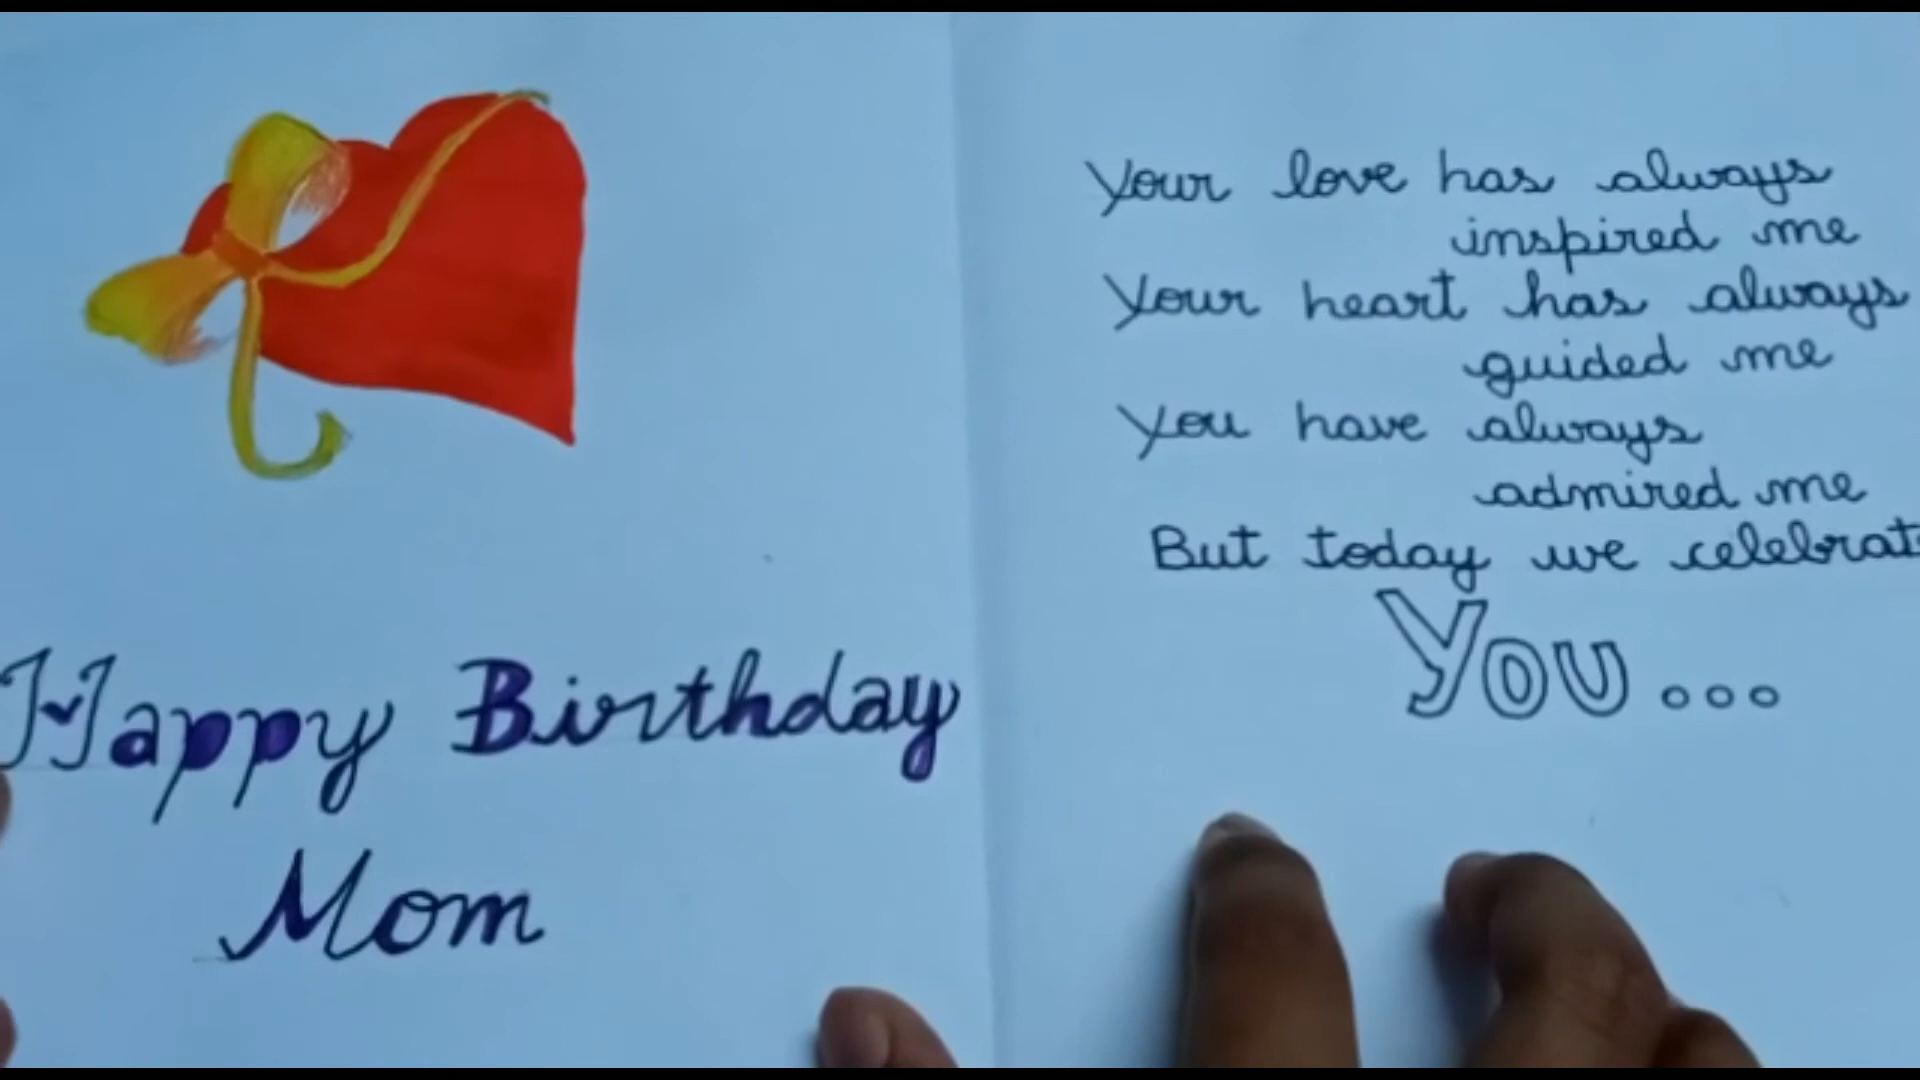 Happy Birthday
Mom
Your love has always
inspired me
Your heart has always
guided me
You have always
admired me
But today we celebrate
You...